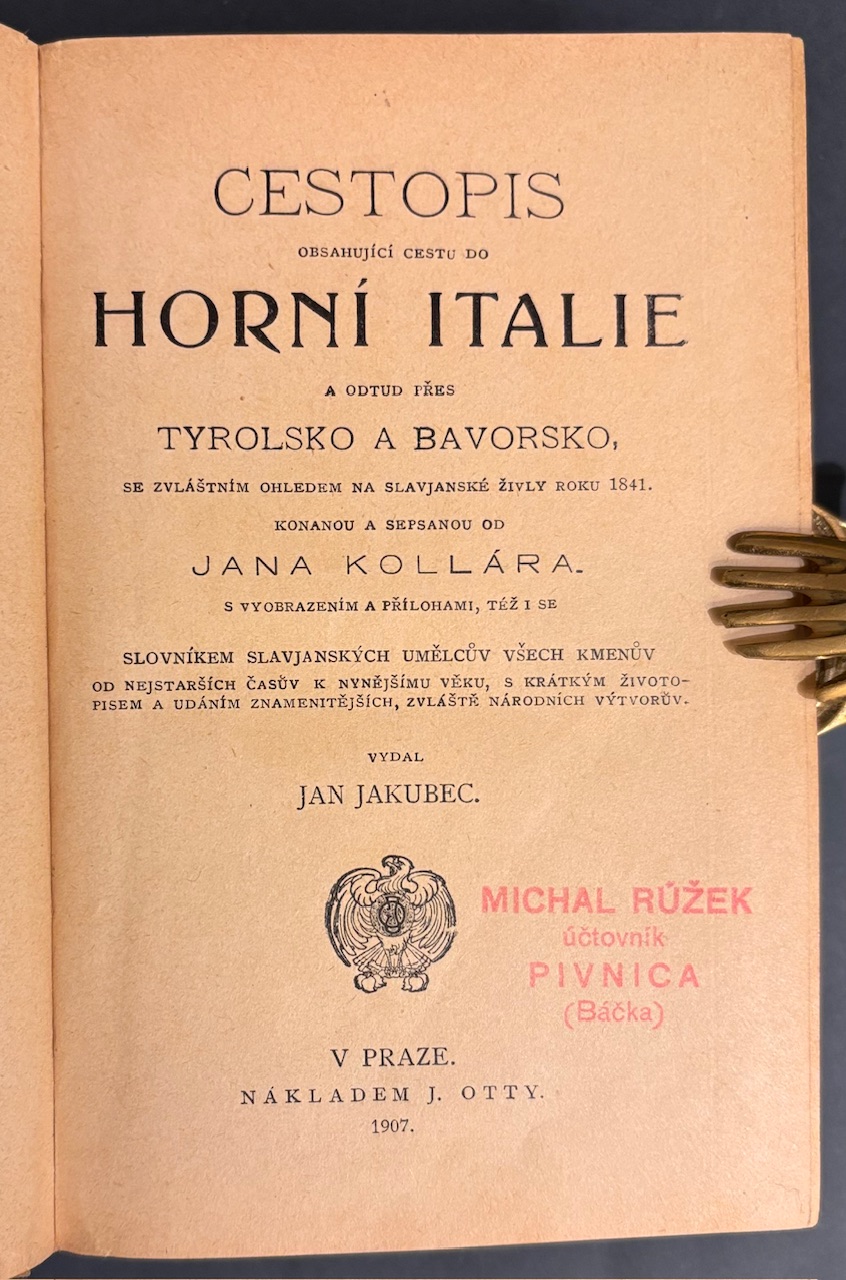 CESTOPIS
OBSAHUJÍCÍ CESTU DO
HORNÍ ITALIE
A ODTUD PŘES
TYROLSKO A BAVORSKO,
SE ZVLÁŠTNÍM OHLEDEM NA SLAVJANSKÉ ŽIVLY ROKU 1841.
KONANOU A SEPSANOU OD
JANA KOLLÁRA.
S VYOBRAZENÍM A PŘÍLOHAMI, TÉŽ I SE
SLOVNÍKEM SLAVJANSKÝCH UMĚLCŮV VŠECH KMENŮV
OD NEJSTARŠÍCH ČASŮV K NYNĚJŠÍMU VĚKU, S KRÁTKÝM ŽIVOTO-
PISEM A UDÁNÍM ZNAMENITĚJŠÍCH, ZVLÁŠTĚ NÁRODNÍCH VÝTVORŮV.
VYDAL
JAN JAKUBEC.
MICHAL RŮŽEK
účtovník
PIVNICA
(Báčka)
V PRAZE.
NÁKLADEM J. OTTY.
1907.